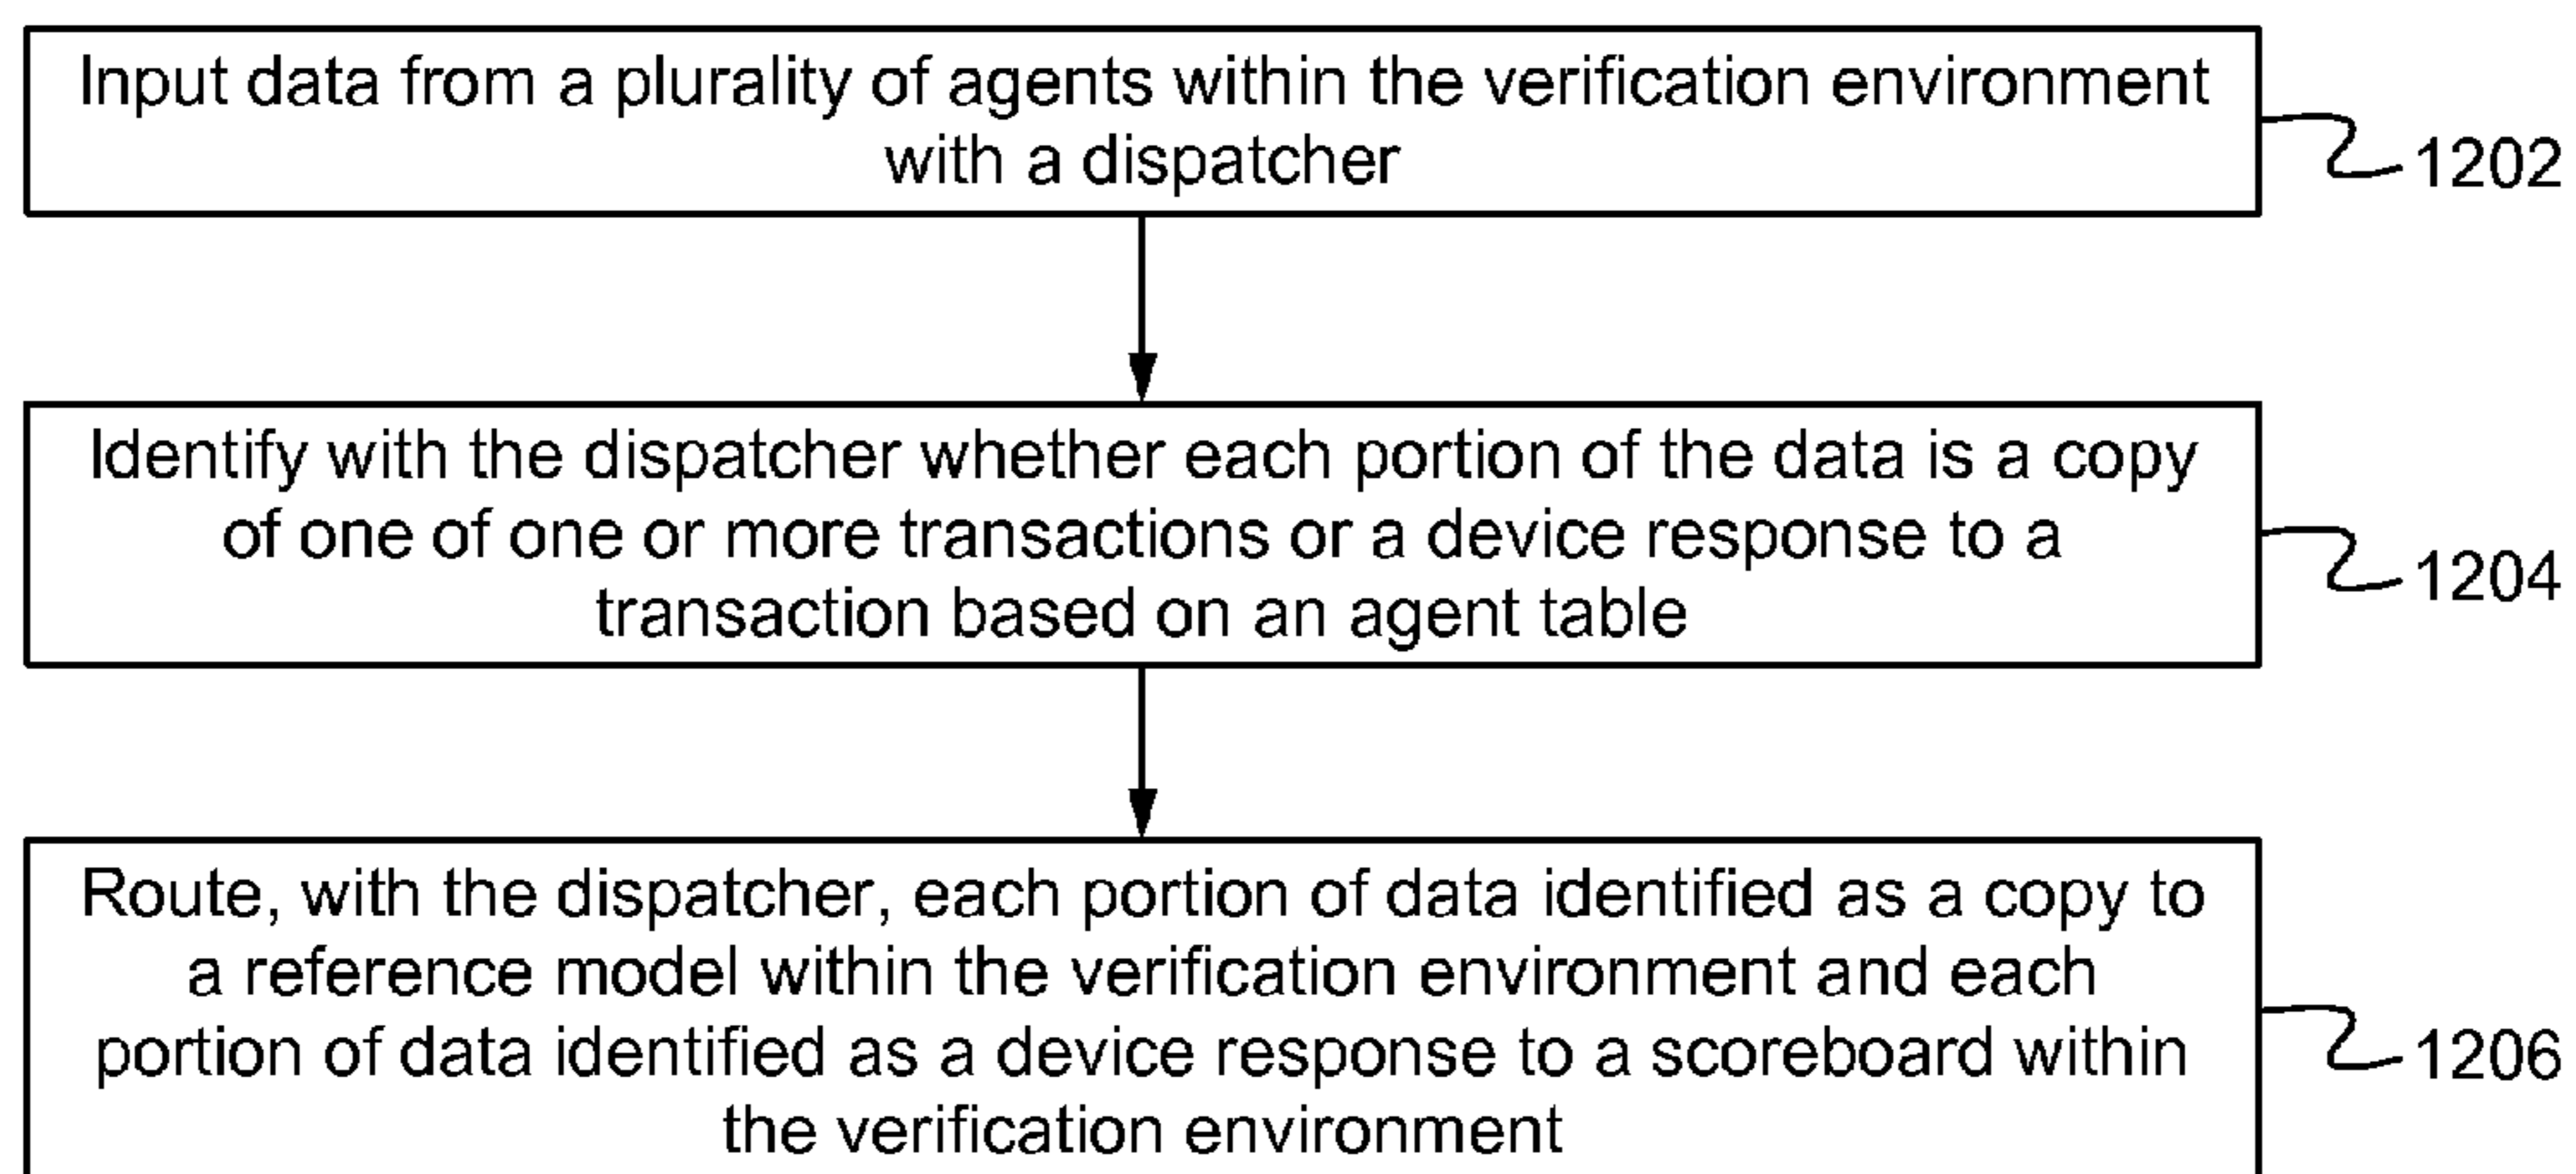 Input data from a plurality of agents within the verification environment
with a dispatcher
1202
Identify with the dispatcher whether each portion of the data is a copy
of one of one or more transactions or a device response to a
transaction based on an agent table
1204
Route, with the dispatcher, each portion of data identified as a copy to
a reference model within the verification environment and each
portion of data identified as a device response to a scoreboard within
the verification environment
1206